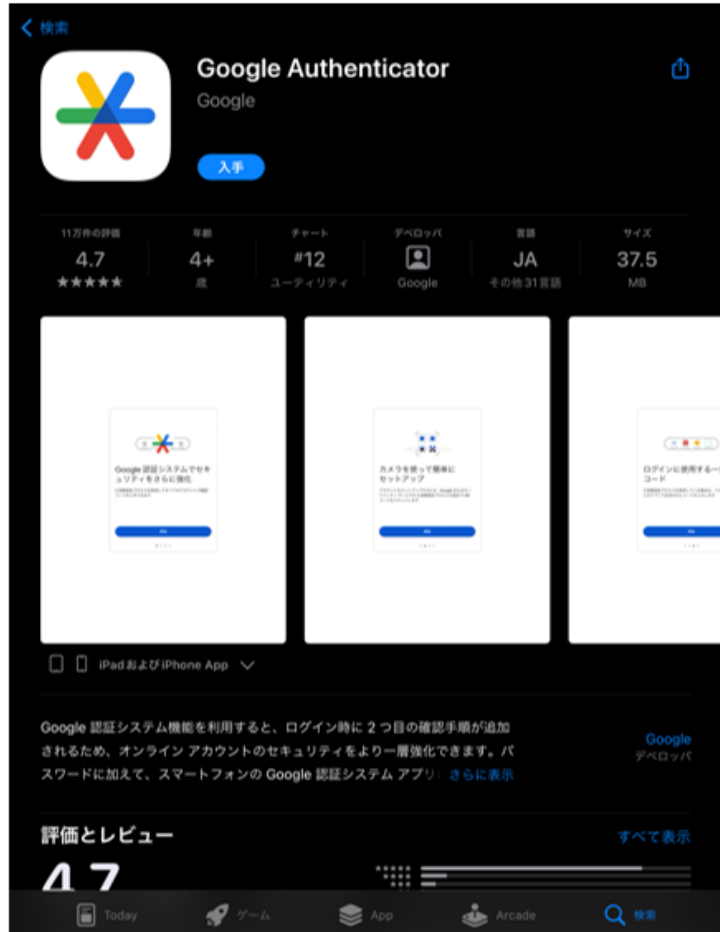 検索
Google Authenticator
Google
入手
11万件の評価
4.7
★★★★★
年齢
4+
歳
チャート
#12
ユーティリティ
デベロッパ
Google
言語
JA
その他31言語
サイズ
37.5
MB
Google 認証システムでセキ
ュリティをさらに強化
カメラを使って簡単に
セットアップ
ログインに使用する一
コード
iPadおよびiPhone App
Google 認証システム機能を利用すると、ログイン時に 2 つ目の確認手順が追加
されるため、オンライン アカウントのセキュリティをより一層強化できます。パ
スワードに加えて、スマートフォンの Google 認証システム アプリ さらに表示
Google
デベロッパ
評価とレビュー
すべて表示
4.7
Today
ゲーム
App
Arcade
検索